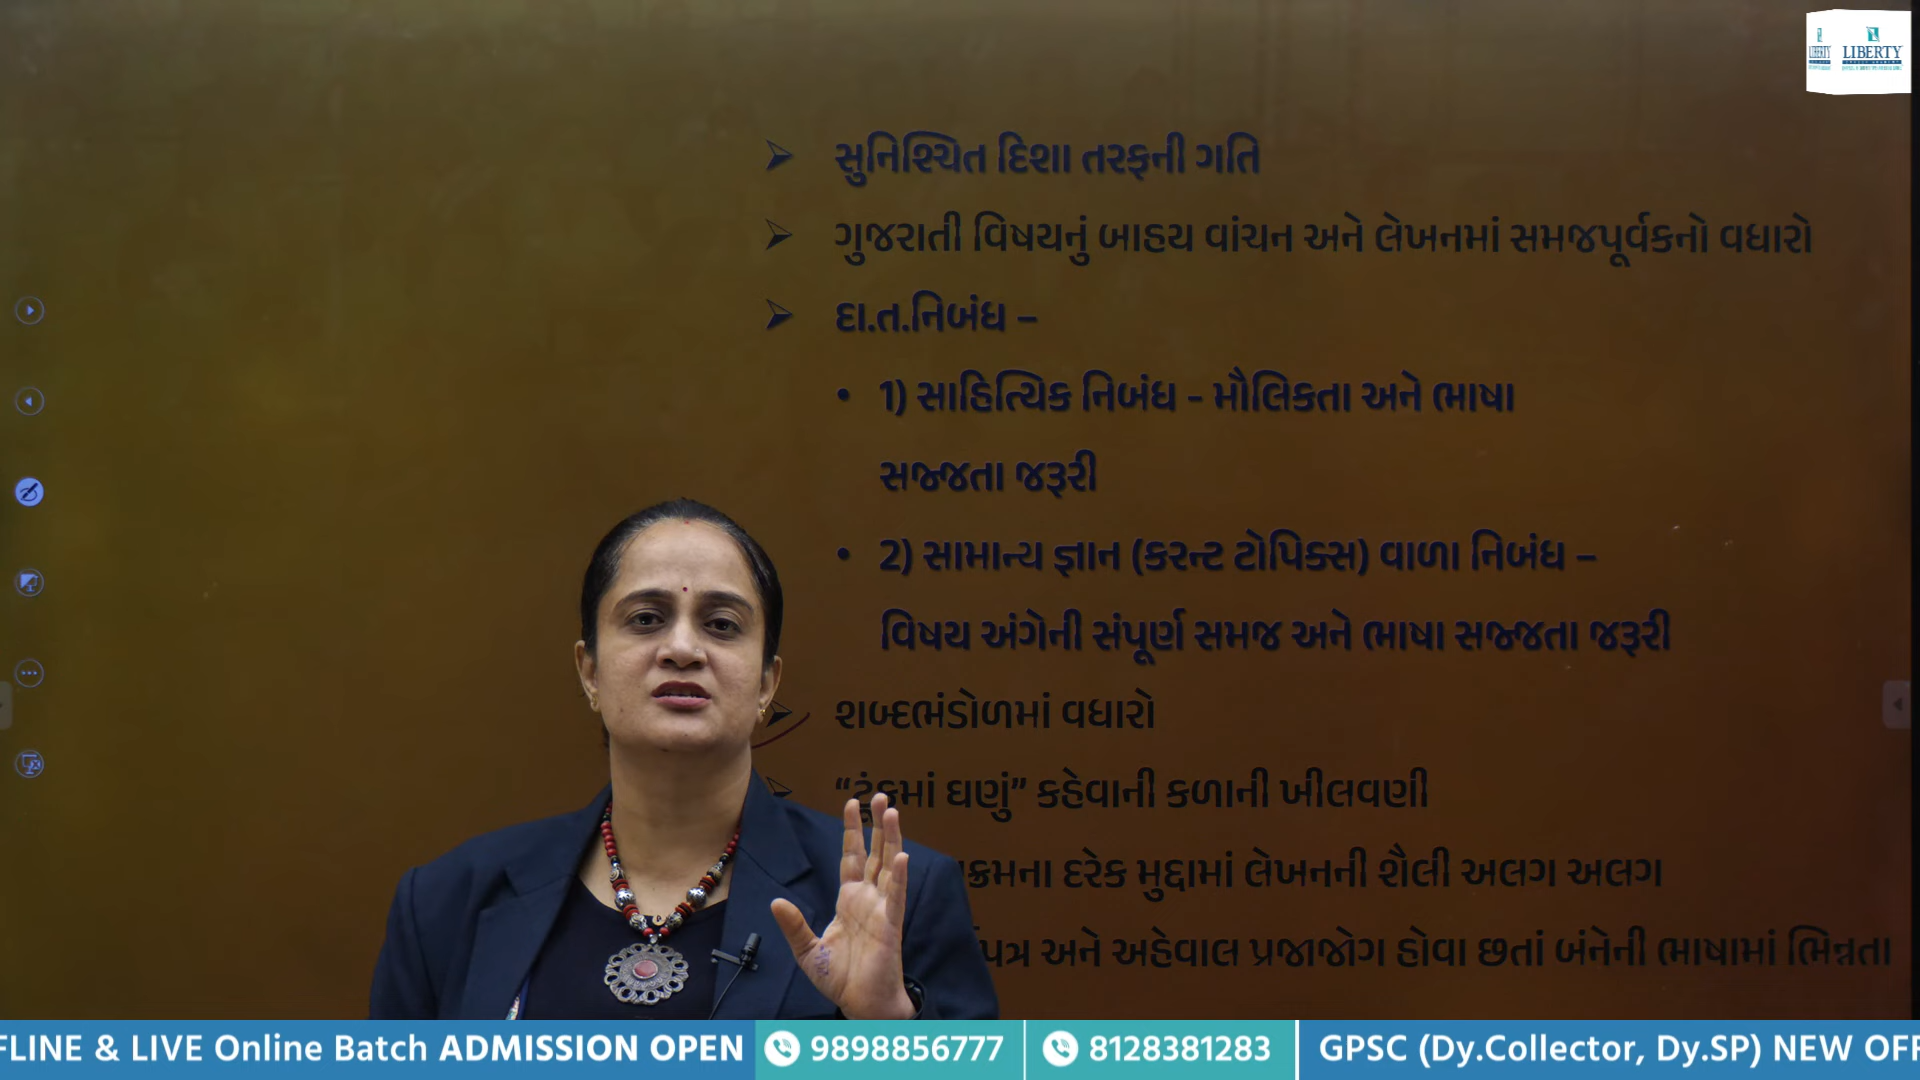 LIBERTY
LIBERTY
સુનિશ્ચિત દિશા તરફની ગતિ
ગુજરાતી વિષયનું બાહ્ય વાંચન અને લેખનમાં સમજપૂર્વકનો વધારો
દા.ત.નિબંધ –
1) સાહિત્યિક નિબંધ - મૌલિકતા અને ભાષા
સજ્જતા જરૂરી
2) સામાન્ય જ્ઞાન (કરન્ટ ટોપિક્સ) વાળા નિબંધ –
વિષય અંગેની સંપૂર્ણ સમજ અને ભાષા સજ્જતા જરૂરી
શબ્દભંડોળમાં વધારો
“ટૂંકમાં ઘણું” કહેવાની કળાની ખીલવણી
ક્રમના દરેક મુદ્દામાં લેખનની શૈલી અલગ અલગ
પત્ર અને અહેવાલ પ્રજાજોગ હોવા છતાં બંનેની ભાષામાં ભિન્નતા
FLINE & LIVE Online Batch ADMISSION OPEN 9898856777 8128381283 GPSC (Dy.Collector, Dy.SP) NEW OFF